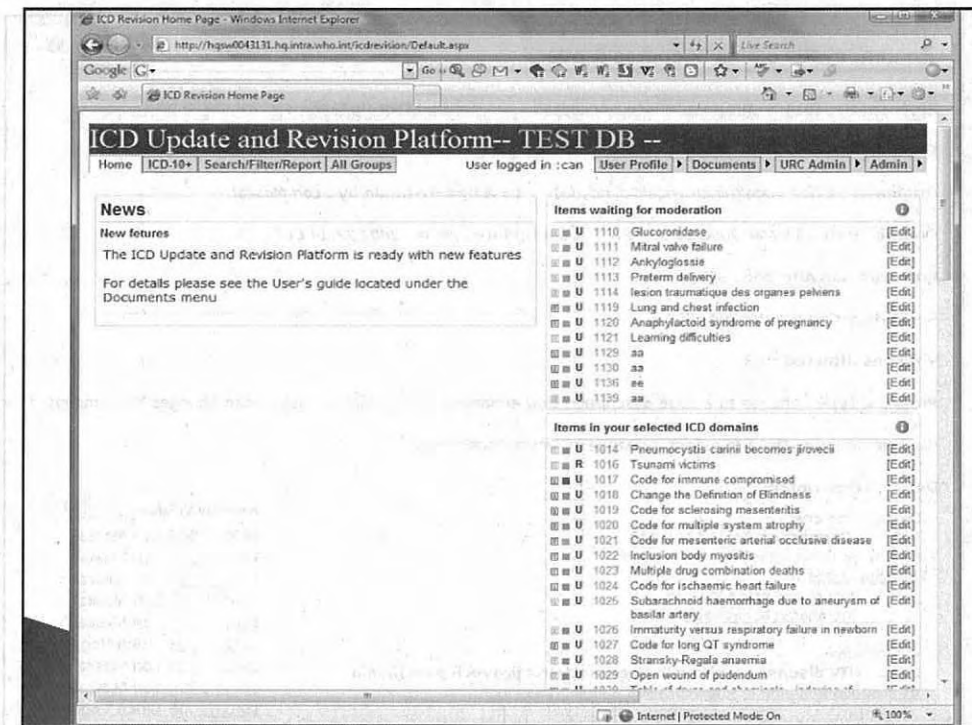 ICD Revision Home Page - Windows Internet Explorer
http://hqsw0043131.hq.intra.who.int/icdrevision/Default.aspx
Live Search
Google
Go
ICD Revision Home Page
ICD Update and Revision Platform-- TEST DB --
Home ICD-10+ Search/Filter/Report All Groups User logged in :can User Profile Documents URC Admin Admin
News
New fetures
The ICD Update and Revision Platform is ready with new features
For details please see the User's guide located under the
Documents menu
Items waiting for moderation
U 1110 Glucoronidase [Edit]
U 1111 Mitral valve failure [Edit]
U 1112 Ankyloglossie [Edit]
U 1113 Preterm delivery [Edit]
U 1114 lesion traumatique des organes pelviens [Edit]
U 1119 Lung and chest infection [Edit]
U 1120 Anaphylactoid syndrome of pregnancy [Edit]
U 1121 Learning difficulties [Edit]
U 1129 aa [Edit]
U 1130 aa [Edit]
U 1136 ee [Edit]
U 1139 aa [Edit]
Items in your selected ICD domains
U 1014 Pneumocystis carinii becomes jirovecii [Edit]
R 1016 Tsunami victims [Edit]
U 1017 Code for immune compromised [Edit]
U 1018 Change the Definition of Blindness [Edit]
U 1019 Code for sclerosing mesenteritis [Edit]
U 1020 Code for multiple system atrophy [Edit]
U 1021 Code for mesenteric arterial occlusive disease [Edit]
U 1022 Inclusion body myositis [Edit]
U 1023 Multiple drug combination deaths [Edit]
U 1024 Code for ischaemic heart failure [Edit]
U 1025 Subarachnoid haemorrhage due to aneurysm of [Edit]
basilar artery
U 1026 Immaturity versus respiratory failure in newborn [Edit]
U 1027 Code for long QT syndrome [Edit]
U 1028 Stransky-Regala anaemia [Edit]
U 1029 Open wound of pudendum [Edit]
Internet | Protected Mode: On 100%